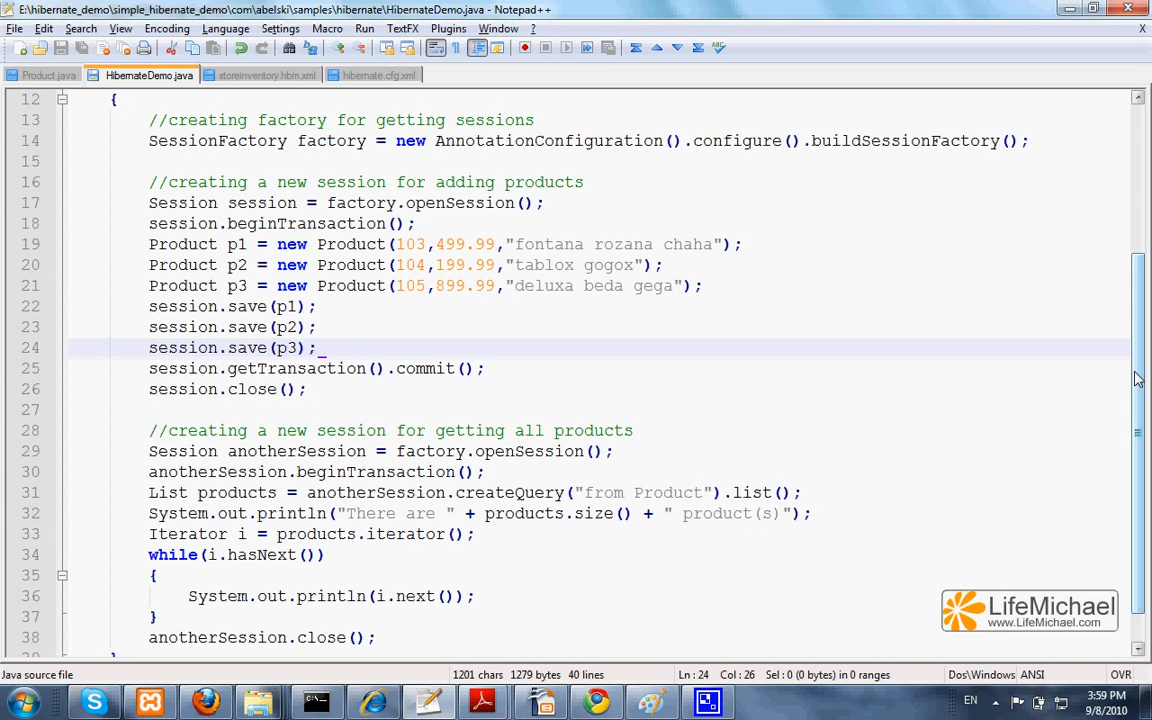 E:\hibernate_demo\simple_hibernate_demo\com\abelski\samples\hibernate\HibernateDemo.java - Notepad++
File Edit Search View Encoding Language Settings Macro Run TextFX Plugins Window ? X
Product.java HibernateDemo.java storeinventory.hbm.xml hibernate.cfg.xml
12 {
13 //creating factory for getting sessions
14 SessionFactory factory = new AnnotationConfiguration().configure().buildSessionFactory();
15
16 //creating a new session for adding products
17 Session session = factory.openSession();
18 session.beginTransaction();
19 Product p1 = new Product(103,499.99,"fontana rozana chaha");
20 Product p2 = new Product(104,199.99,"tablox gogox");
21 Product p3 = new Product(105,899.99,"deluxa beda gega");
22 session.save(p1);
23 session.save(p2);
24 session.save(p3);
25 session.getTransaction().commit();
26 session.close();
27
28 //creating a new session for getting all products
29 Session anotherSession = factory.openSession();
30 anotherSession.beginTransaction();
31 List products = anotherSession.createQuery("from Product").list();
32 System.out.println("There are " + products.size() + " product(s)");
33 Iterator i = products.iterator();
34 while(i.hasNext())
35 {
36 System.out.println(i.next());
37 }
38 anotherSession.close();
LifeMichael
www.LifeMichael.com
Java source file 1201 chars 1279 bytes 40 lines Ln : 24 Col : 26 Sel : 0 (0 bytes) in 0 ranges Dos\Windows ANSI OVR
EN 3:59 PM
9/8/2010